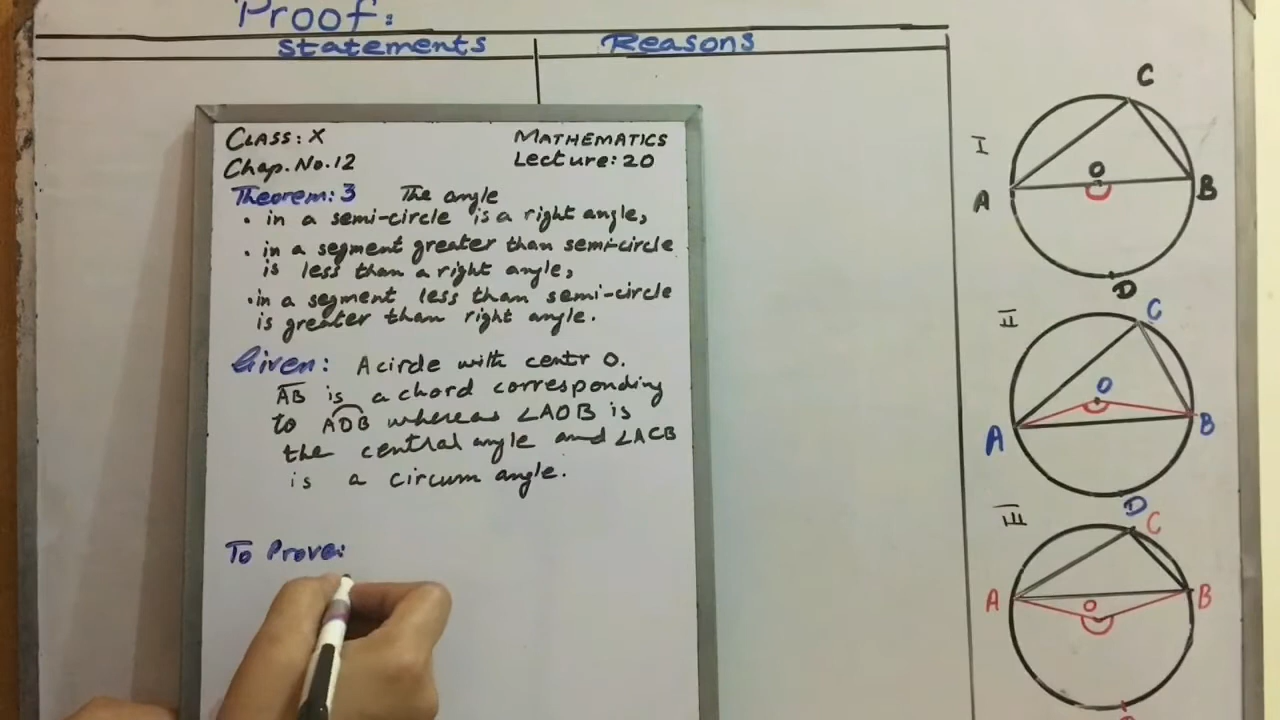 Proof:
Statements
Reasons
CLASS: X
MATHEMATICS
Chap. No. 12
Lecture: 20
Theorem: 3 The angle
• in a semi-circle is a right angle,
• in a segment greater than semi-circle
is less than a right angle,
• in a segment less than semi-circle
is greater than right angle.
Given: A circle with centr O.
AB is a chord corresponding
to ADB whereas ∠AOB is
the central angle and ∠ACB
is a circum angle.
To Prove:
I
C
O
A
B
D
II
C
O
A
B
D
III
C
A
O
B